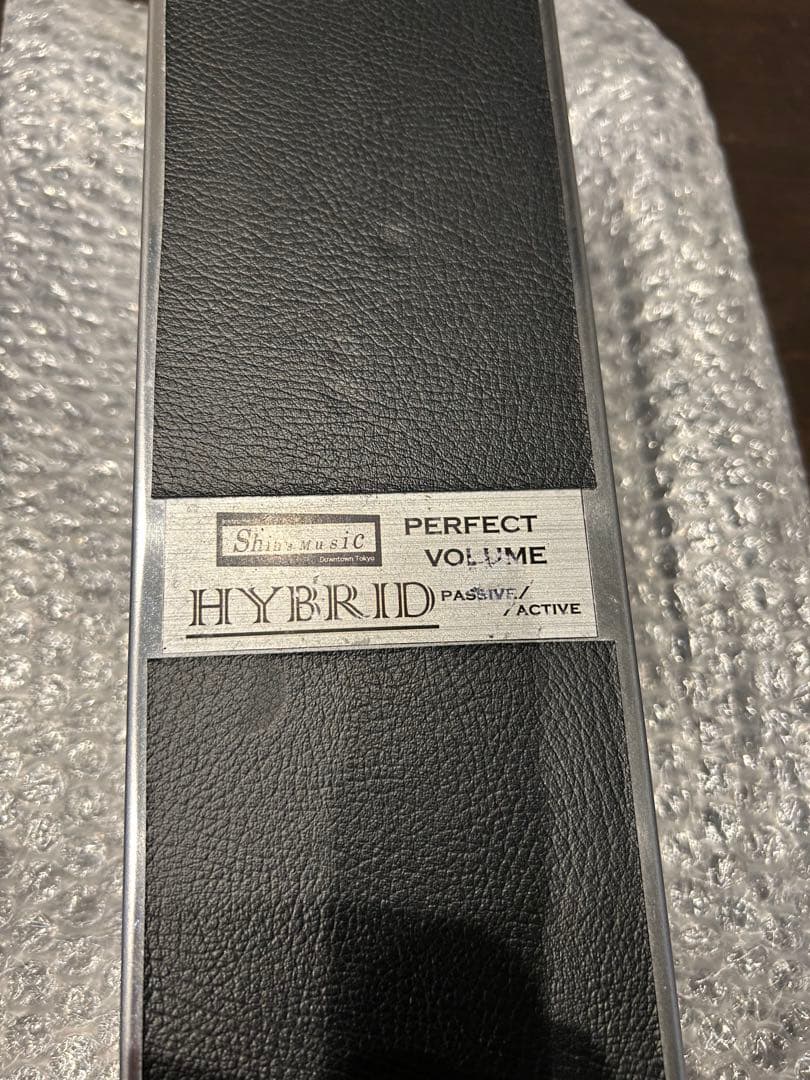 Shin's Music
Downtown Tokyo
PERFECT
VOLUME
HYBRID
PASSIVE/
/ACTIVE